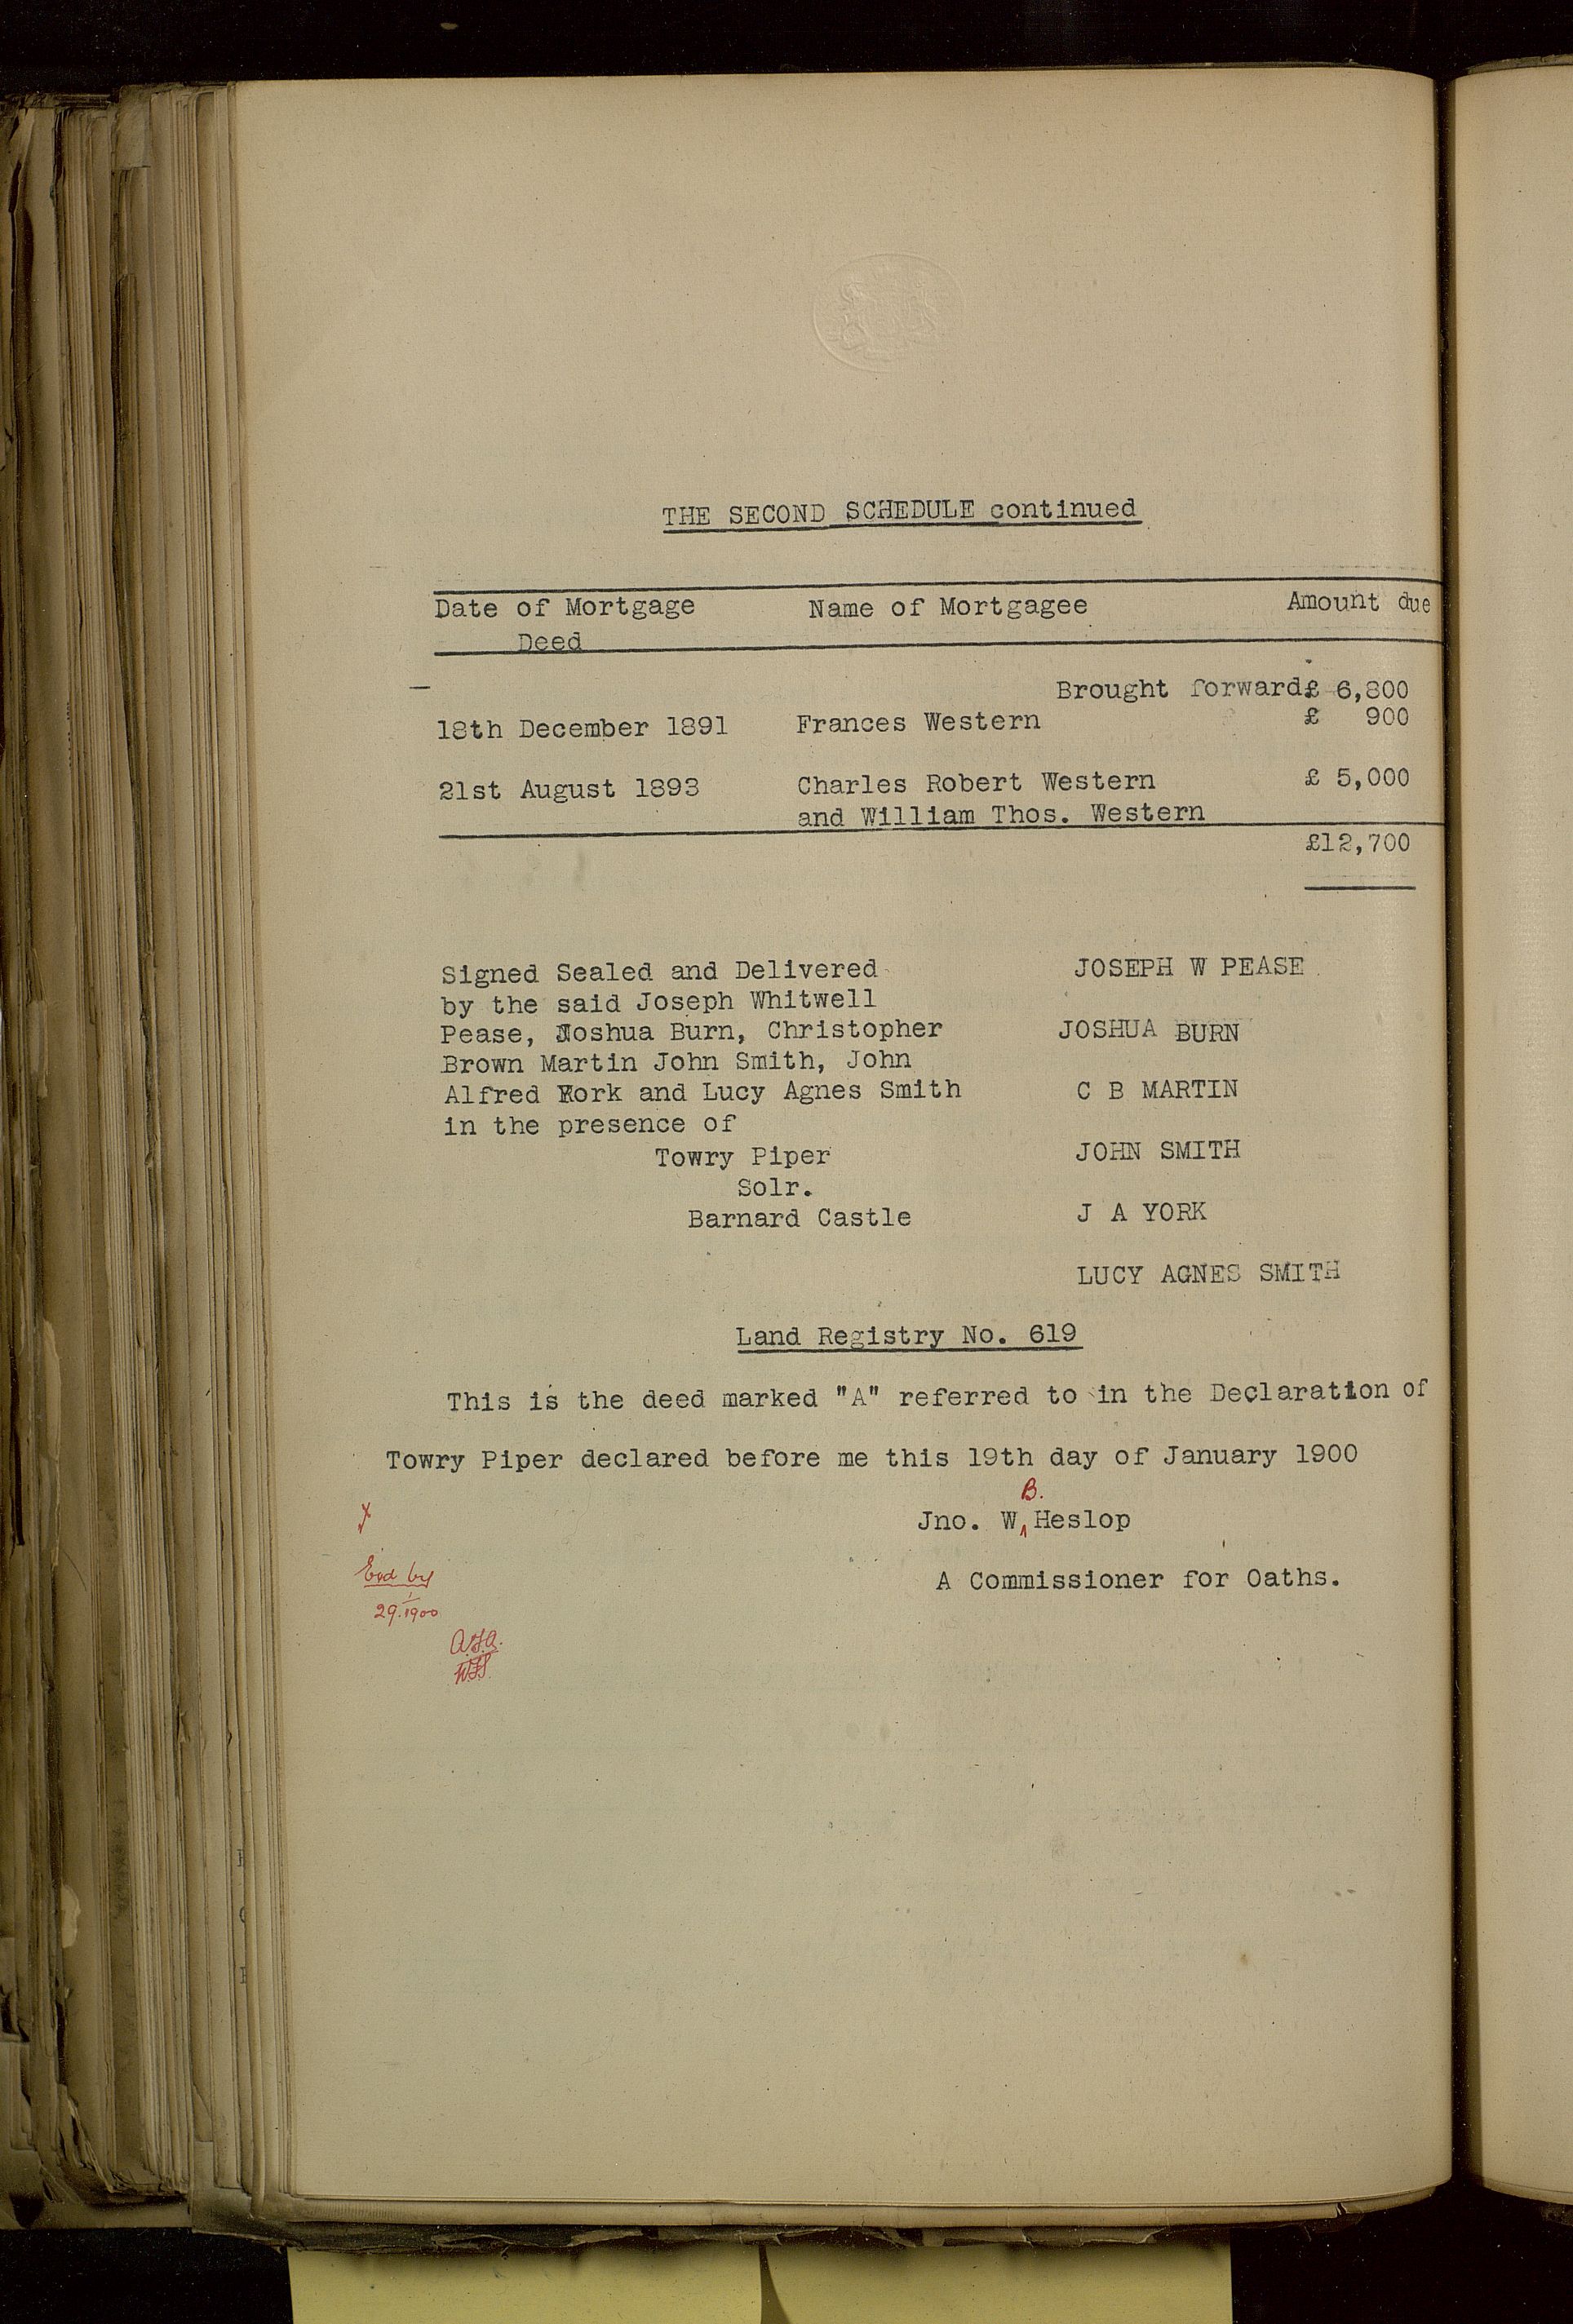 THE SECOND SCHEDULE continued
Date of Mortgage Name of Mortgagee Amount due
Deed
Brought forward£ 6,800
18th December 1891 Frances Western £ 900
21st August 1893 Charles Robert Western £ 5,000
and William Thos. Western
£12,700
Signed Sealed and Delivered JOSEPH W PEASE
by the said Joseph Whitwell
Pease, Joshua Burn, Christopher JOSHUA BURN
Brown Martin John Smith, John
Alfred York and Lucy Agnes Smith C B MARTIN
in the presence of
Towry Piper JOHN SMITH
Solr.
Barnard Castle J A YORK
LUCY AGNES SMITH
Land Registry No. 619
This is the deed marked "A" referred to in the Declaration of
Towry Piper declared before me this 19th day of January 1900
B.
Jno. W Heslop
A Commissioner for Oaths.
Exd by
29.1.1900